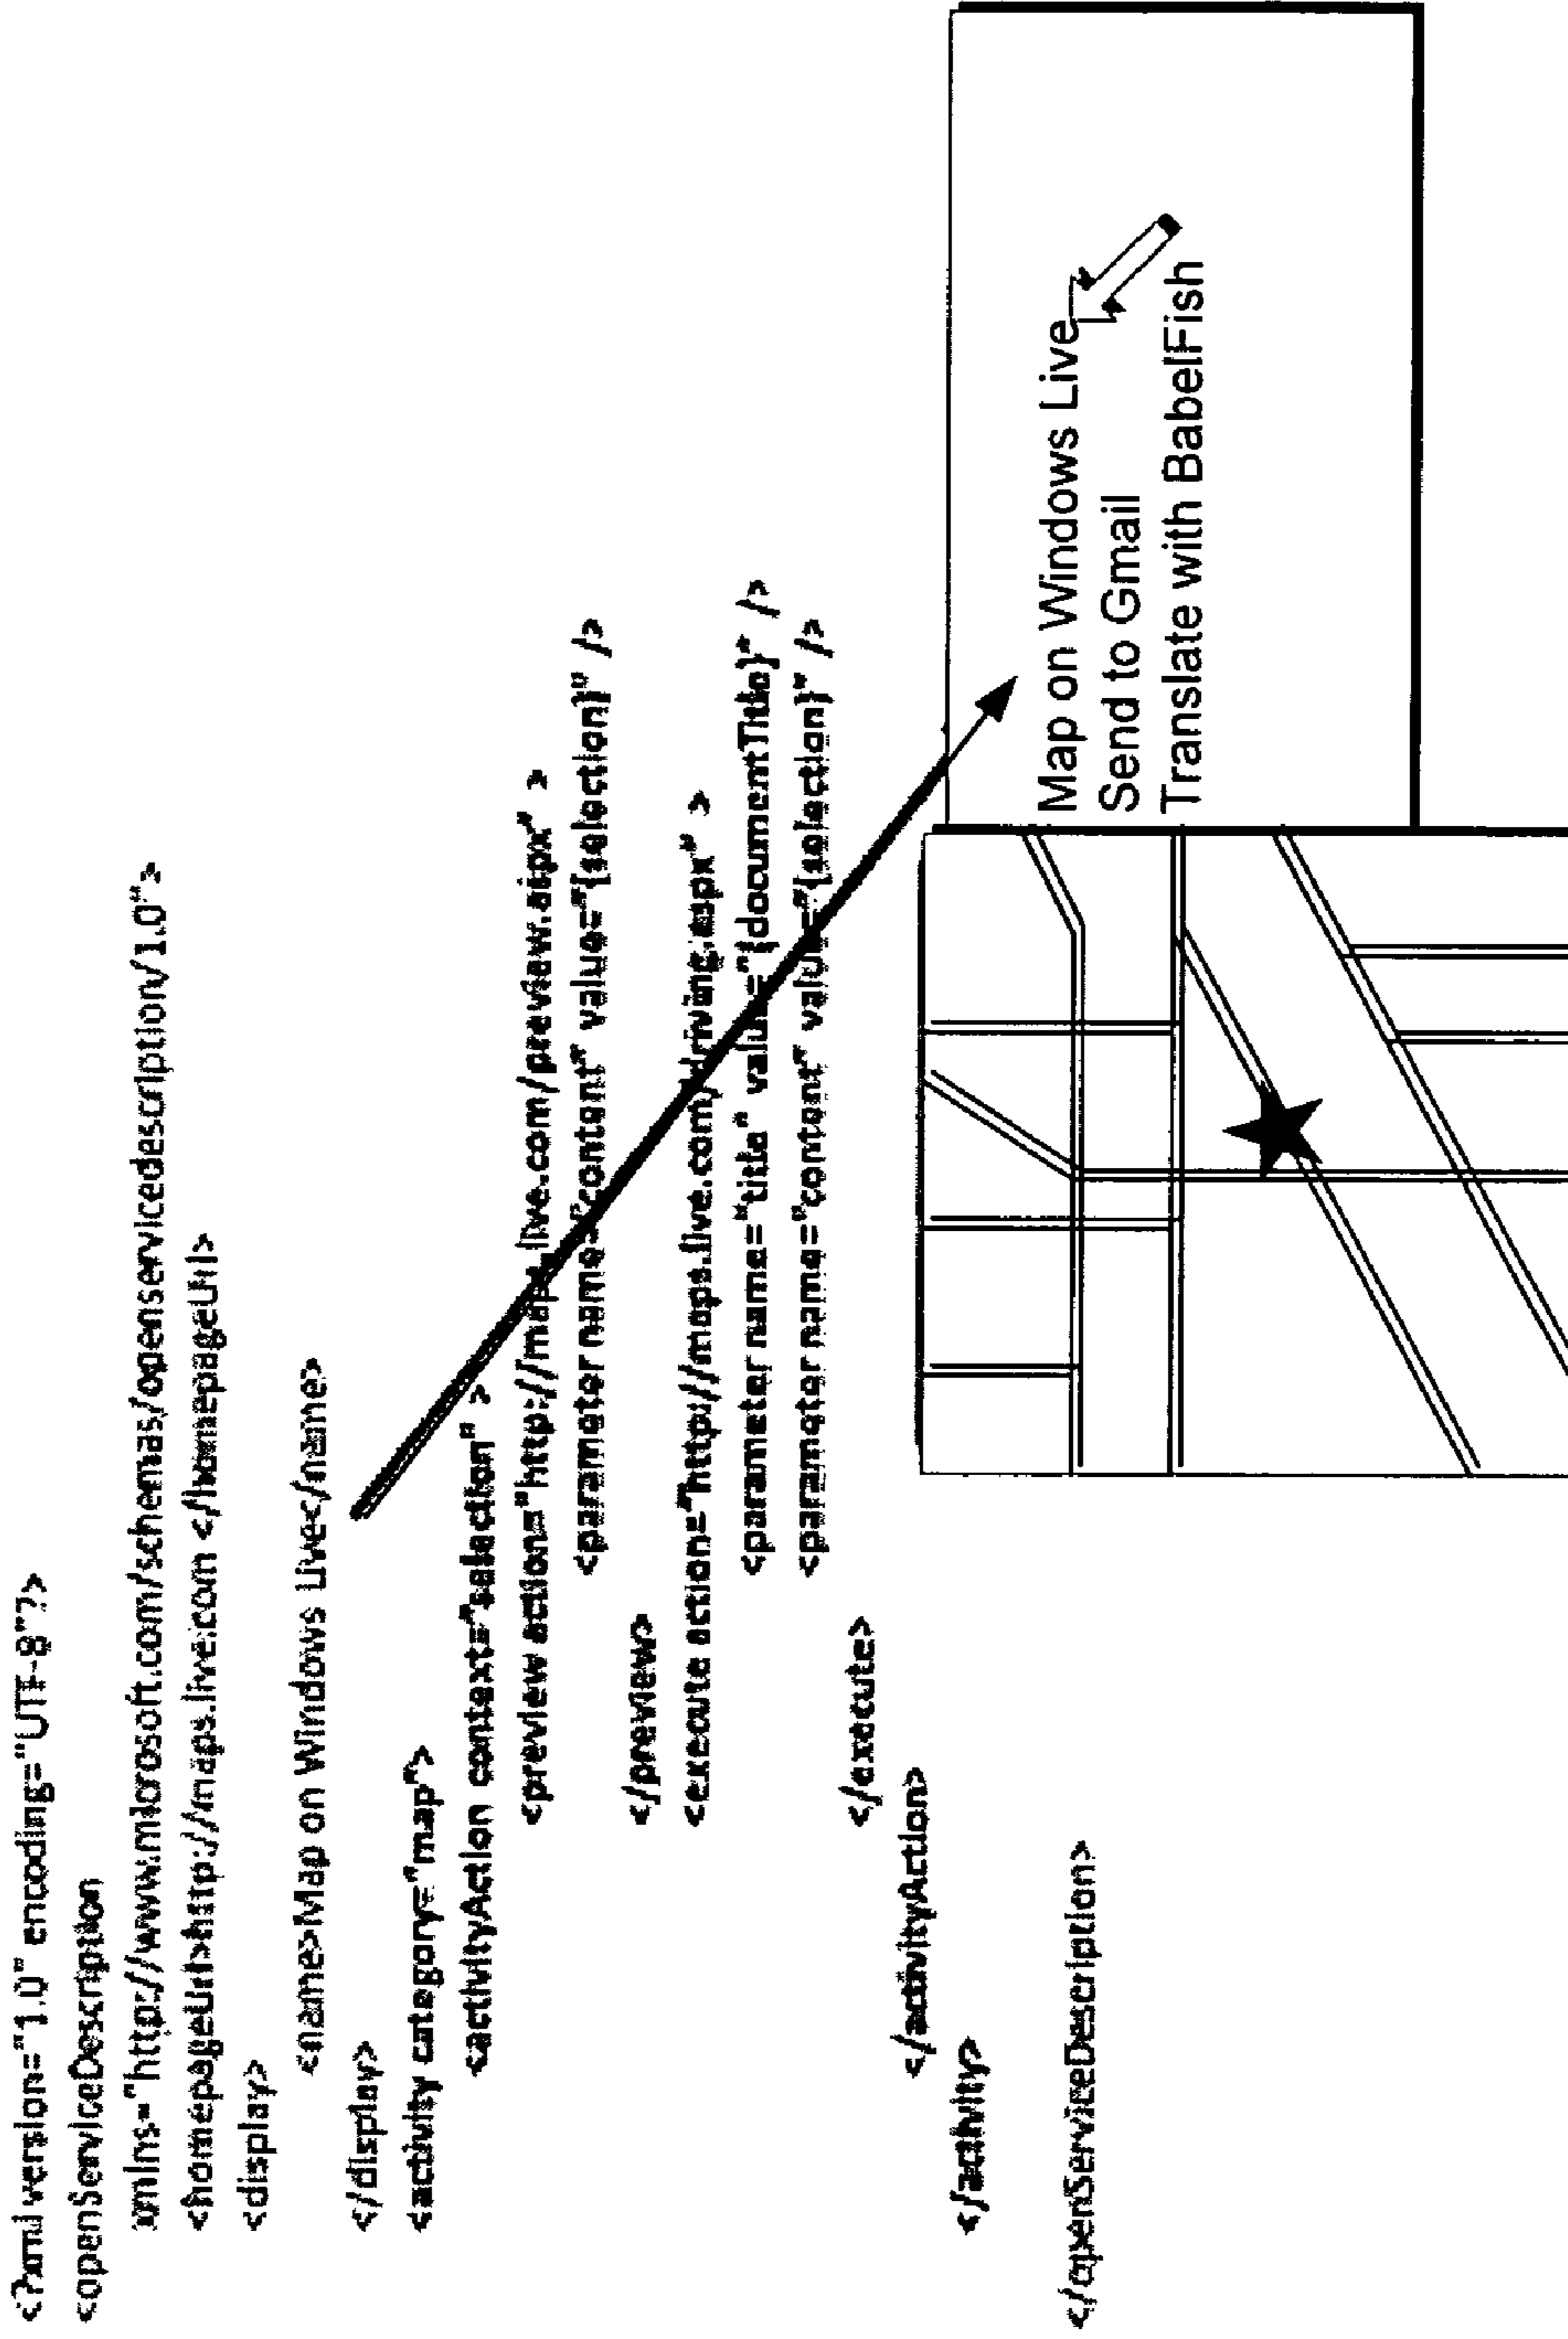 <?xml version="1.0" encoding="UTF-8"?>
<openServiceDescription
xmlns="http://www.microsoft.com/schemas/openservicedescription/1.0">
<homepageUrl>http://maps.live.com </homepageUrl>
<display>
<name>Map on Windows Live</name>
</display>
<activity category="map">
<activityAction context="selection" >
<preview action="http://maps.live.com/preview.aspx" >
<parameter name="content" value="{selection}" />
</preview>
<execute action="http://maps.live.com/driving.aspx" >
<parameter name="title" value="{documentTitle}" />
<parameter name="content" value="{selection}" />
</execute>
</activityAction>
</activity>
</openServiceDescription>
Map on Windows Live
Send to Gmail
Translate with BabelFish